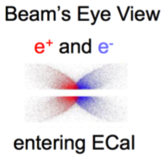 Beam's Eye View
e⁺ and e⁻
entering ECal